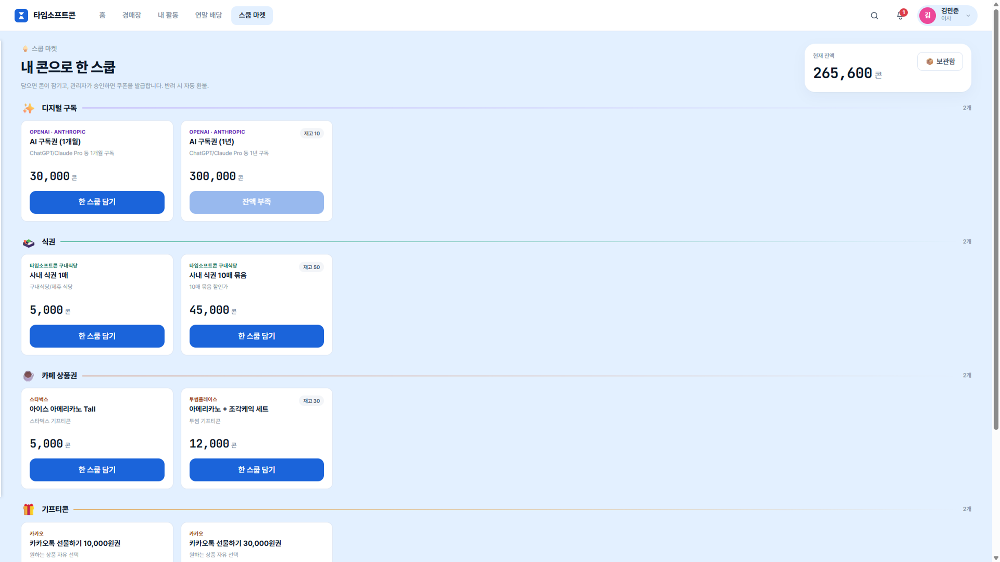 타임소프트콘
홈
경매장
내 활동
연말 배당
스쿱 마켓
1
김
김민준
이사
스쿱 마켓
내 콘으로 한 스쿱
담으면 콘이 잠기고, 관리자가 승인하면 쿠폰을 발급합니다. 반려 시 자동 환불.
현재 잔액
265,600 콘
보관함
디지털 구독
2개
OPENAI · ANTHROPIC
AI 구독권 (1개월)
ChatGPT/Claude Pro 등 1개월 구독
30,000 콘
한 스쿱 담기
OPENAI · ANTHROPIC
재고 10
AI 구독권 (1년)
ChatGPT/Claude Pro 등 1년 구독
300,000 콘
잔액 부족
식권
2개
타임소프트콘 구내식당
사내 식권 1매
구내식당/제휴 식당
5,000 콘
한 스쿱 담기
타임소프트콘 구내식당
재고 50
사내 식권 10매 묶음
10매 묶음 할인가
45,000 콘
한 스쿱 담기
카페 상품권
2개
스타벅스
아이스 아메리카노 Tall
스타벅스 기프티콘
5,000 콘
한 스쿱 담기
투썸플레이스
재고 30
아메리카노 + 조각케익 세트
투썸 기프티콘
12,000 콘
한 스쿱 담기
기프티콘
2개
카카오
카카오톡 선물하기 10,000원권
원하는 상품 자유 선택
카카오
카카오톡 선물하기 30,000원권
원하는 상품 자유 선택